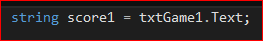 string score1 = txtGame1.Text;